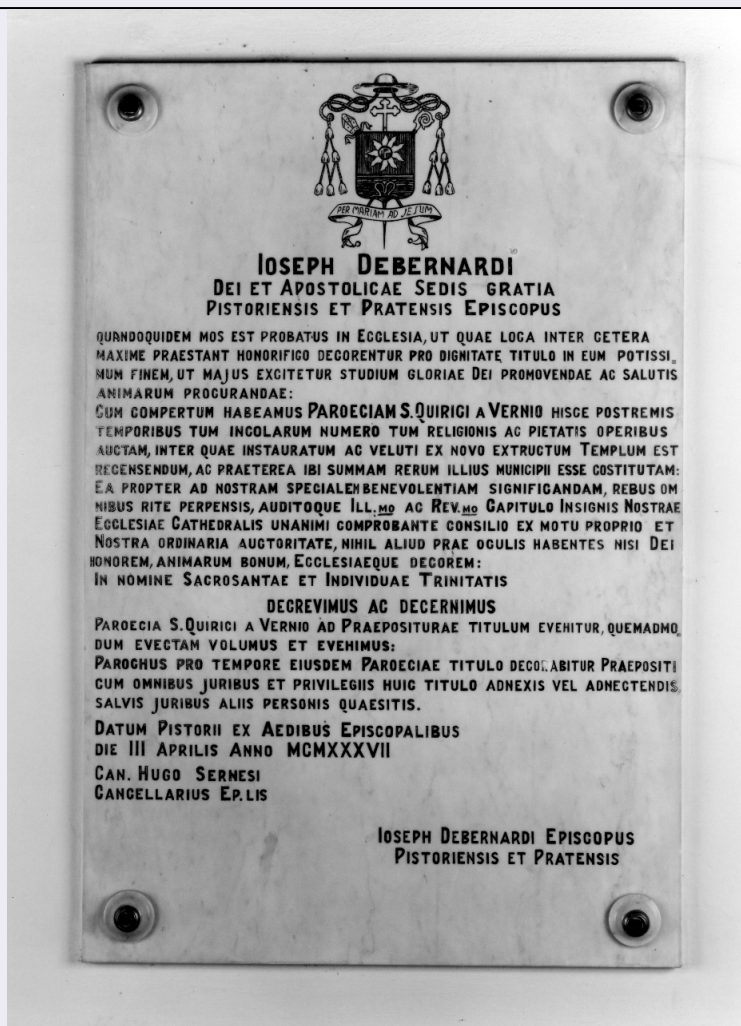 PER MARIAM AD JESUM
IOSEPH DEBERNARDI
DEI ET APOSTOLICAE SEDIS GRATIA
PISTORIENSIS ET PRATENSIS EPISCOPUS
QUANDOQUIDEM MOS EST PROBATUS IN ECCLESIA, UT QUAE LOCA INTER CETERA
MAXIME PRAESTANT HONORIFICO DECORENTUR PRO DIGNITATE TITULO IN EUM POTISSI_
MUM FINEM, UT MAJUS EXCITETUR STUDIUM GLORIAE DEI PROMOVENDAE AC SALUTIS
ANIMARUM PROCURANDAE:
CUM COMPERTUM HABEAMUS PAROECIAM S. QUIRICI A VERNIO HISCE POSTREMIS
TEMPORIBUS TUM INCOLARUM NUMERO TUM RELIGIONIS AC PIETATIS OPERIBUS
AUCTAM, INTER QUAE INSTAURATUM AC VELUTI EX NOVO EXTRUCTUM TEMPLUM EST
RECENSENDUM, AC PRAETEREA IBI SUMMAM RERUM ILLIUS MUNICIPII ESSE COSTITUTAM:
EA PROPTER AD NOSTRAM SPECIALEM BENEVOLENTIAM SIGNIFICANDAM, REBUS OM
NIBUS RITE PERPENSIS, AUDITOQUE ILL.MO AC REV.MO CAPITULO INSIGNIS NOSTRAE
ECCLESIAE CATHEDRALIS UNANIMI COMPROBANTE CONSILIO EX MOTU PROPRIO ET
NOSTRA ORDINARIA AUCTORITATE, NIHIL ALIUD PRAE OCULIS HABENTES NISI DEI
HONOREM, ANIMARUM BONUM, ECCLESIAEQUE DECOREM:
IN NOMINE SACROSANTAE ET INDIVIDUAE TRINITATIS
DECREVIMUS AC DECERNIMUS
PAROECIA S. QUIRICI A VERNIO AD PRAEPOSITURAE TITULUM EVEHITUR, QUEMADMO_
DUM EVECTAM VOLUMUS ET EVEHIMUS:
PAROCHUS PRO TEMPORE EIUSDEM PAROECIAE TITULO DECORABITUR PRAEPOSITI
CUM OMNIBUS JURIBUS ET PRIVILEGIIS HUIC TITULO ADNEXIS VEL ADNECTENDIS
SALVIS JURIBUS ALIIS PERSONIS QUAESITIS.
DATUM PISTORII EX AEDIBUS EPISCOPALIBUS
DIE III APRILIS ANNO MCMXXXVII
CAN. HUGO SERNESI
CANCELLARIUS EP.LIS
IOSEPH DEBERNARDI EPISCOPUS
PISTORIENSIS ET PRATENSIS